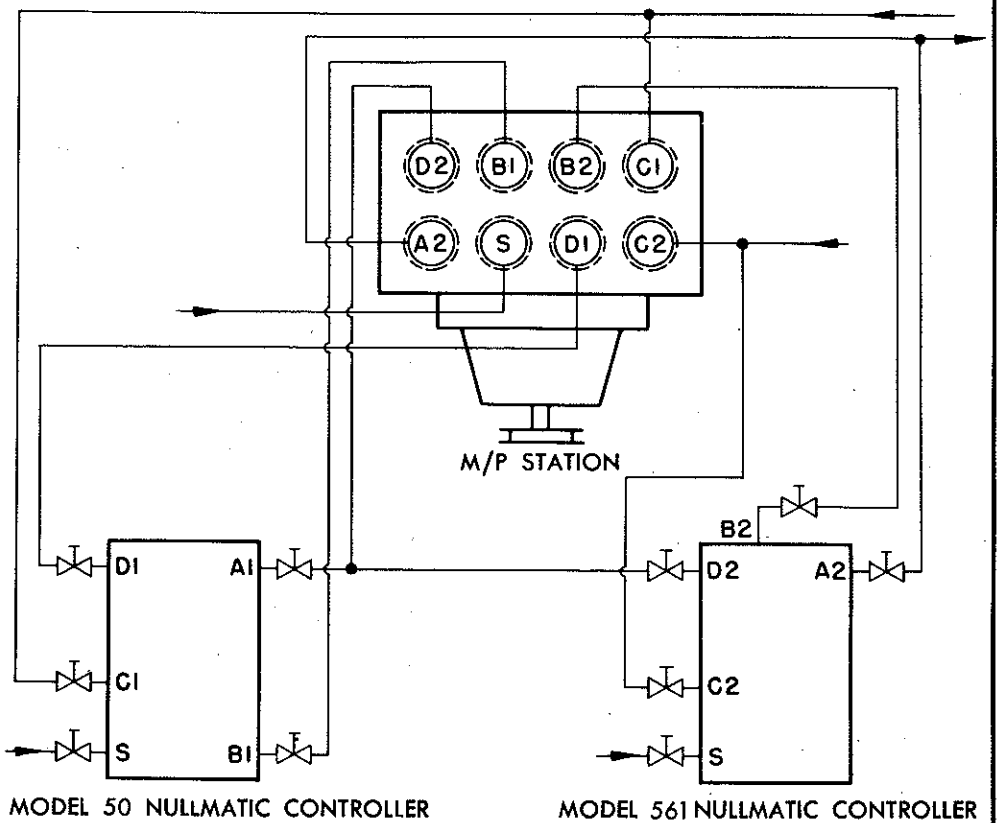 D2 B1 B2 C1
A2 S D1 C2
M/P STATION
B2
D1 A1 D2 A2
C1 C2
S B1 S
MODEL 50 NULLMATIC CONTROLLER
MODEL 561 NULLMATIC CONTROLLER